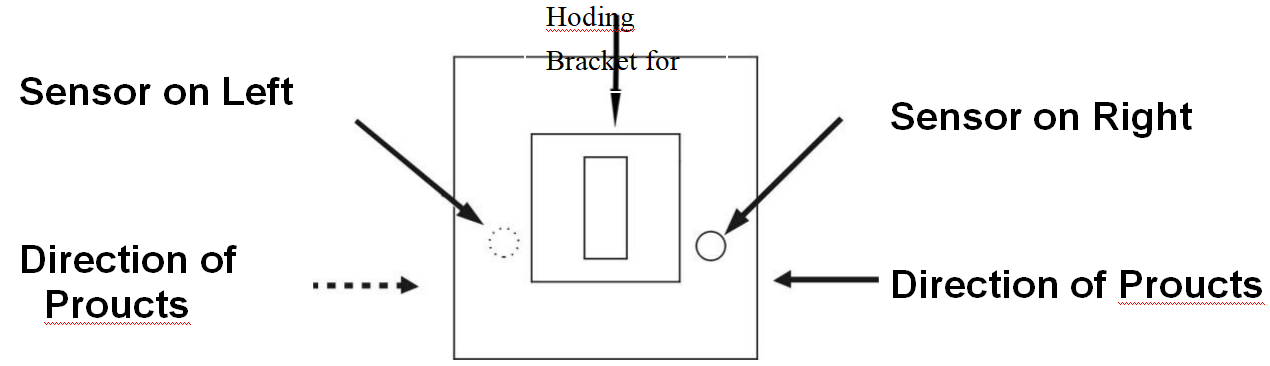 Hoding
Bracket for
Sensor on Left
Sensor on Right
Direction of
Proucts
Direction of Proucts